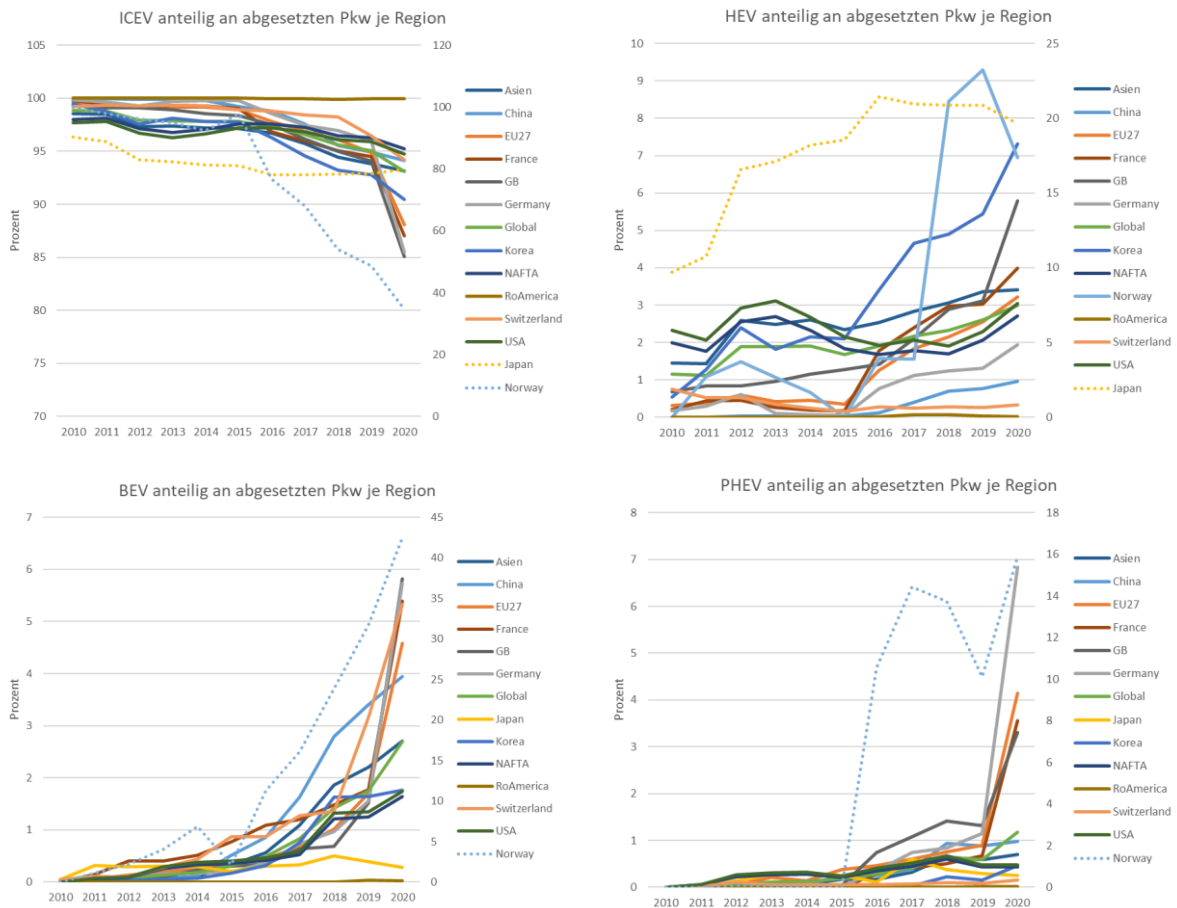 ICEV anteilig an abgesetzten Pkw je Region
105
100
95
90
85
80
75
70
Prozent
120
100
80
60
40
20
0
2010 2011 2012 2013 2014 2015 2016 2017 2018 2019 2020
Asien
China
EU27
France
GB
Germany
Global
Korea
NAFTA
RoAmerica
Switzerland
USA
Japan
Norway
HEV anteilig an abgesetzten Pkw je Region
10
9
8
7
6
5
4
3
2
1
0
Prozent
25
20
15
10
5
0
2010 2011 2012 2013 2014 2015 2016 2017 2018 2019 2020
Asien
China
EU27
France
GB
Germany
Global
Korea
NAFTA
Norway
RoAmerica
Switzerland
USA
Japan
BEV anteilig an abgesetzten Pkw je Region
7
6
5
4
3
2
1
0
Prozent
45
40
35
30
25
20
15
10
5
0
2010 2011 2012 2013 2014 2015 2016 2017 2018 2019 2020
Asien
China
EU27
France
GB
Germany
Global
Japan
Korea
NAFTA
RoAmerica
Switzerland
USA
Norway
PHEV anteilig an abgesetzten Pkw je Region
8
7
6
5
4
3
2
1
0
Prozent
18
16
14
12
10
8
6
4
2
0
2010 2011 2012 2013 2014 2015 2016 2017 2018 2019 2020
Asien
China
EU27
France
GB
Germany
Global
Japan
Korea
NAFTA
RoAmerica
Switzerland
USA
Norway